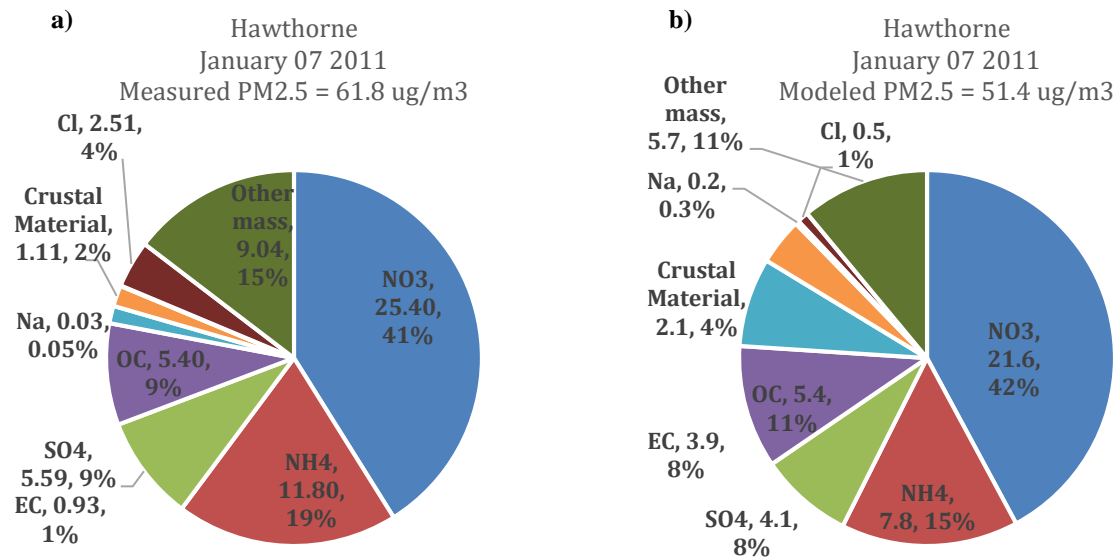 a)
Hawthorne
January 07 2011
Measured PM2.5 = 61.8 ug/m3
Cl, 2.51,
4%
Crustal
Material,
1.11, 2%
Na, 0.03,
0.05%
OC, 5.40,
9%
SO4,
5.59, 9%
EC, 0.93,
1%
Other
mass,
9.04,
15%
NO3,
25.40,
41%
NH4,
11.80,
19%
b)
Hawthorne
January 07 2011
Modeled PM2.5 = 51.4 ug/m3
Other
mass,
5.7, 11%
Cl, 0.5,
1%
Na, 0.2,
0.3%
Crustal
Material,
2.1, 4%
OC, 5.4,
11%
EC, 3.9,
8%
SO4, 4.1,
8%
NH4,
7.8, 15%
NO3,
21.6,
42%